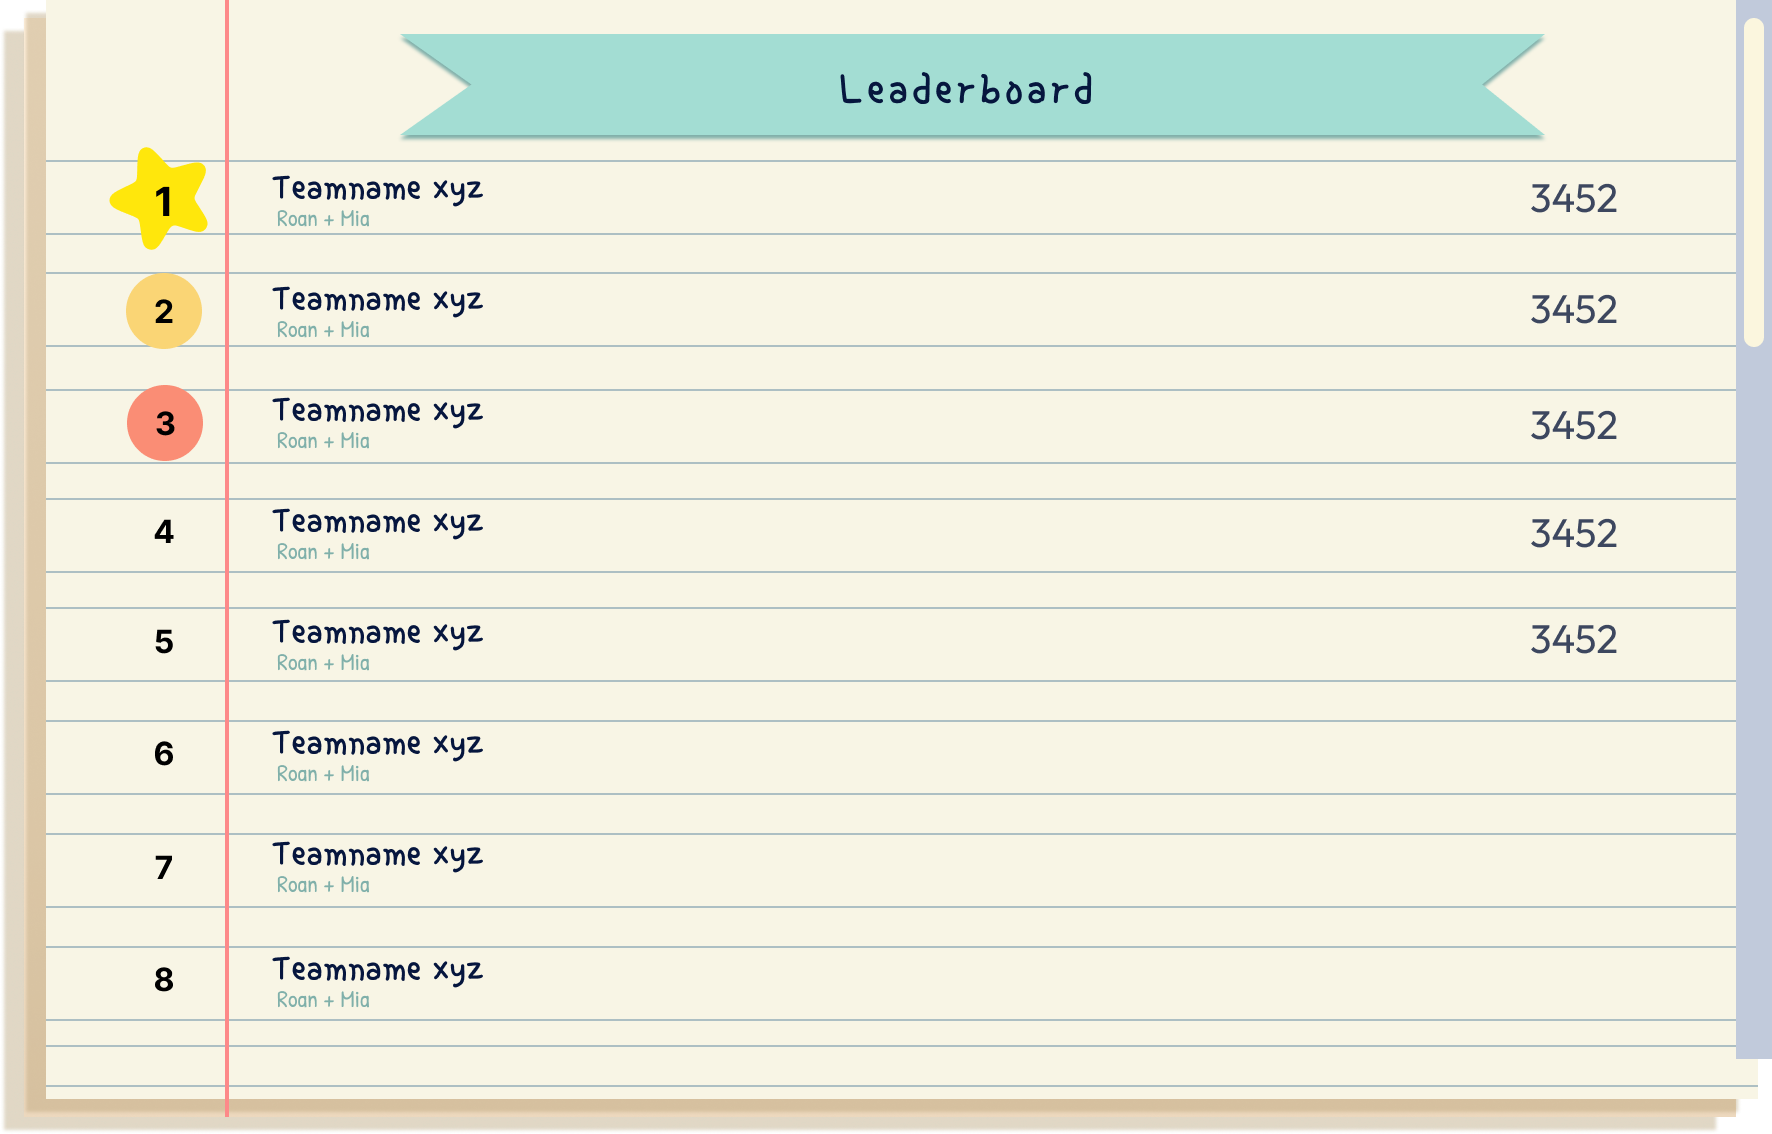 Leaderboard
1 Teamname xyz 3452
Roan + Mia
2 Teamname xyz 3452
Roan + Mia
3 Teamname xyz 3452
Roan + Mia
4 Teamname xyz 3452
Roan + Mia
5 Teamname xyz 3452
Roan + Mia
6 Teamname xyz
Roan + Mia
7 Teamname xyz
Roan + Mia
8 Teamname xyz
Roan + Mia